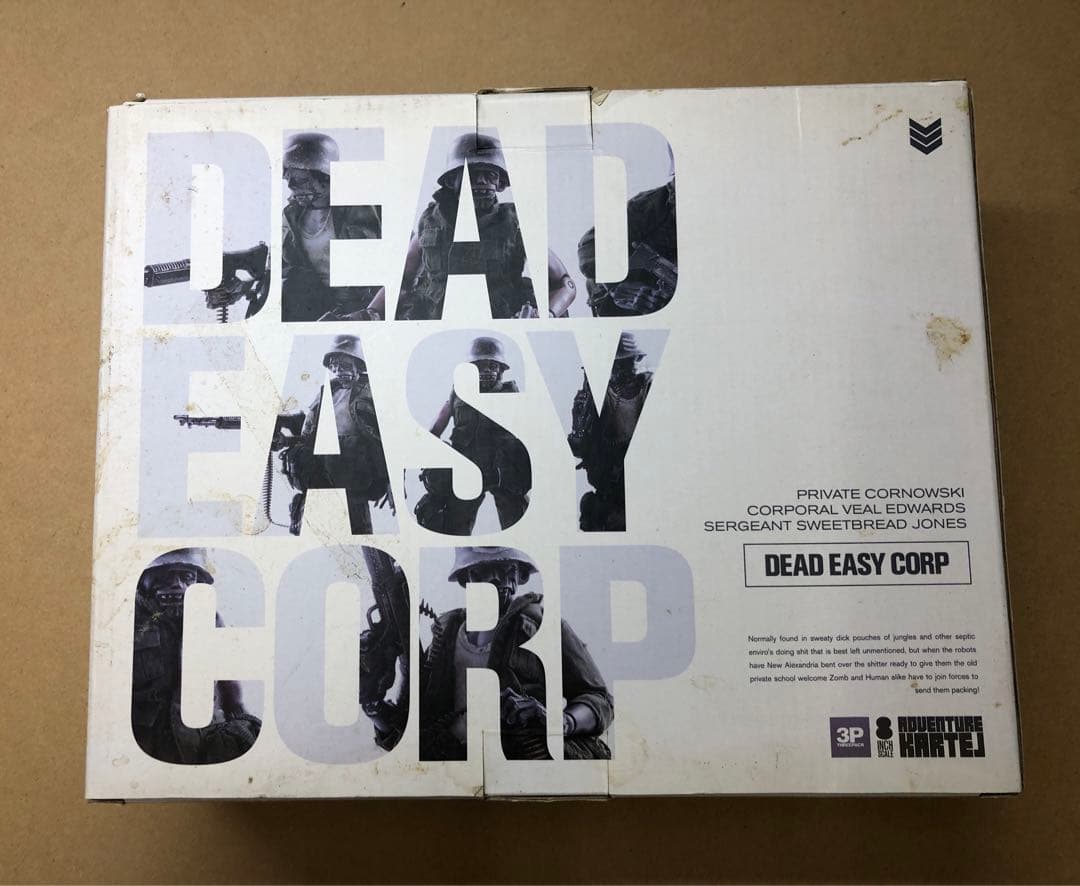 DEAD
EASY
CORP
PRIVATE CORNOWSKI
CORPORAL VEAL EDWARDS
SERGEANT SWEETBREAD JONES
DEAD EASY CORP
Normally found in sweaty dick pouches of jungles and other septic
enviro's doing shit that is best left unmentioned, but when the robots
have New Alexandria bent over the shitter ready to give them the old
private school welcome Zomb and Human alike have to join forces to
send them packing!
3P
THREEPACK
8
INCH
SCALE
ADVENTURE
KARTEL